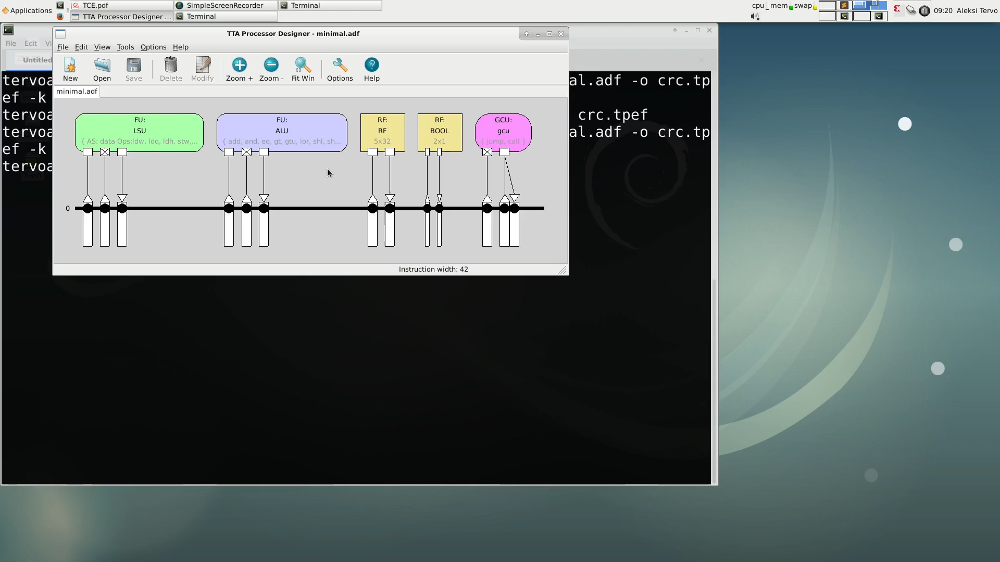 Applications
TCE.pdf
SimpleScreenRecorder
Terminal
TTA Processor Designer ...
Terminal
cpu mem swap
09:20 Aleksi Tervo
TTA Processor Designer - minimal.adf
File Edit View Tools Options Help
New Open Save Delete Modify Zoom + Zoom - Fit Win Options Help
minimal.adf
FU:
LSU
{ AS: data Ops:ldw, ldq, ldh, stw,...
FU:
ALU
{ add, and, eq, gt, gtu, ior, shl, sh...
RF:
RF
5x32
RF:
BOOL
2x1
GCU:
gcu
{ jump, call }
0
Instruction width: 42
File Edit Vi
Untitled
tervoa al.adf -o crc.tp
ef -k
tervoa crc.tpef
tervoa al.adf -o crc.tp
ef -k
tervoa
Trash